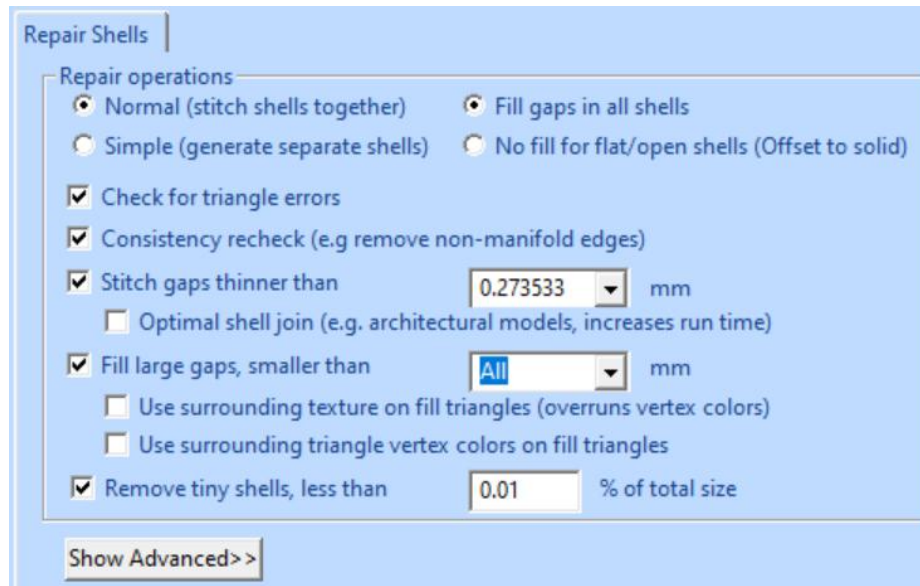 Repair Shells
Repair operations
Normal (stitch shells together) Fill gaps in all shells
Simple (generate separate shells) No fill for flat/open shells (Offset to solid)
Check for triangle errors
Consistency recheck (e.g remove non-manifold edges)
Stitch gaps thinner than 0.273533 mm
Optimal shell join (e.g. architectural models, increases run time)
Fill large gaps, smaller than All mm
Use surrounding texture on fill triangles (overruns vertex colors)
Use surrounding triangle vertex colors on fill triangles
Remove tiny shells, less than 0.01 % of total size
Show Advanced>>